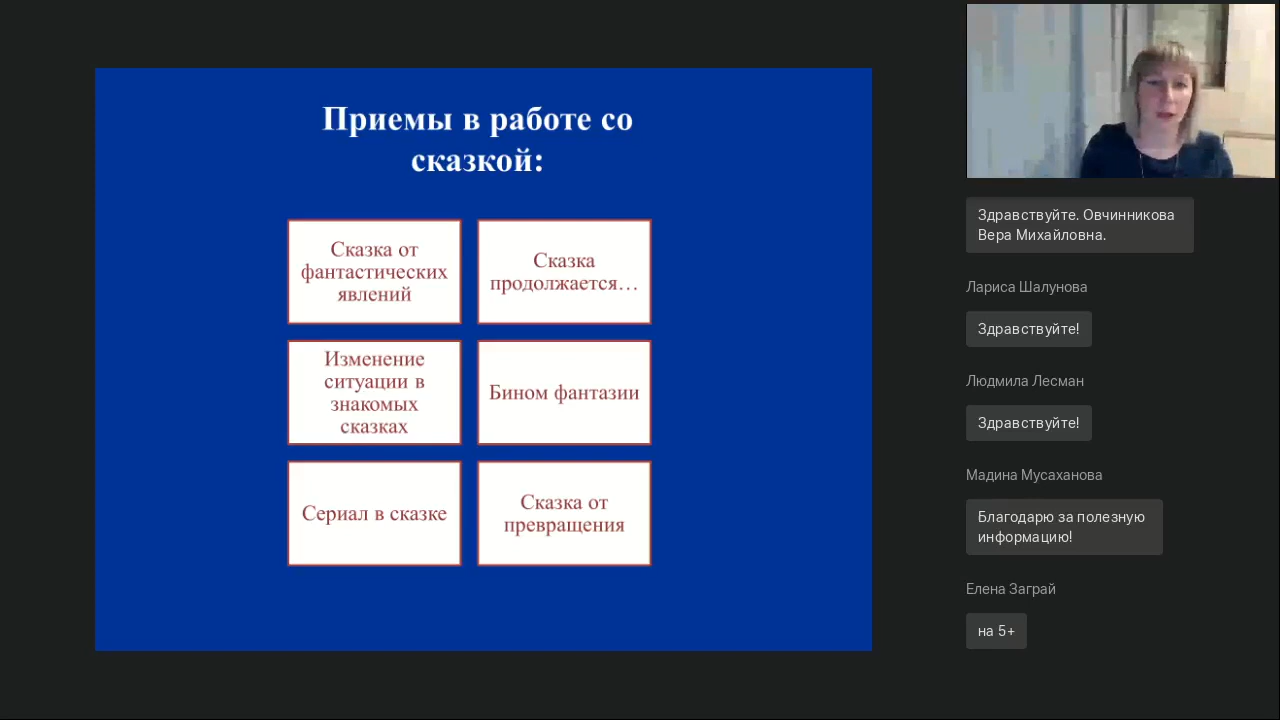 Приемы в работе со
сказкой:
Сказка от
фантастических
явлений
Сказка
продолжается…
Изменение
ситуации в
знакомых
сказках
Бином фантазии
Сериал в сказке
Сказка от
превращения
Здравствуйте. Овчинникова
Вера Михайловна.
Лариса Шалунова
Здравствуйте!
Людмила Лесман
Здравствуйте!
Мадина Мусаханова
Благодарю за полезную
информацию!
Елена Заграй
на 5+